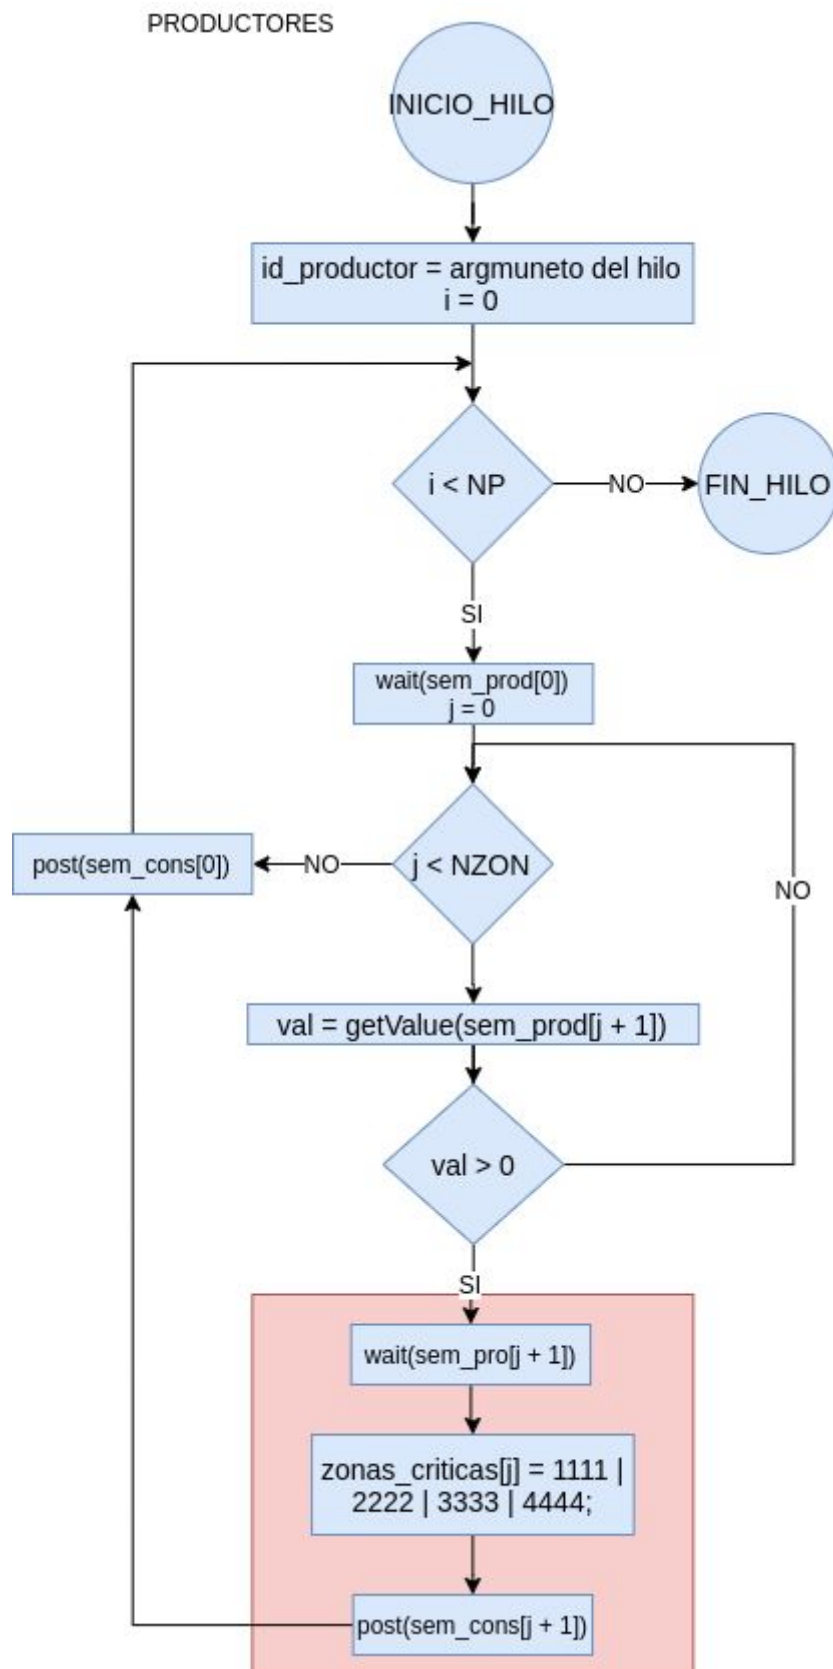 PRODUCTORES
INICIO_HILO
id_productor = argmuneto del hilo
i = 0
i < NP
NO
FIN_HILO
SI
wait(sem_prod[0])
j = 0
post(sem_cons[0])
NO
j < NZON
NO
val = getValue(sem_prod[j + 1])
val > 0
SI
wait(sem_pro[j + 1])
zonas_criticas[j] = 1111 |
2222 | 3333 | 4444;
post(sem_cons[j + 1])